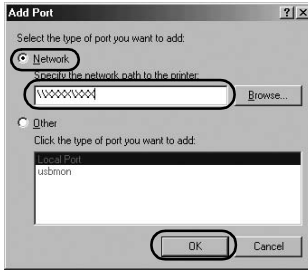 Add Port
Select the type of port you want to add:
Network
Specify the network path to the printer:
\\XXXX\XXX
Browse...
Other
Click the type of port you want to add:
Local Port
usbmon
OK
Cancel